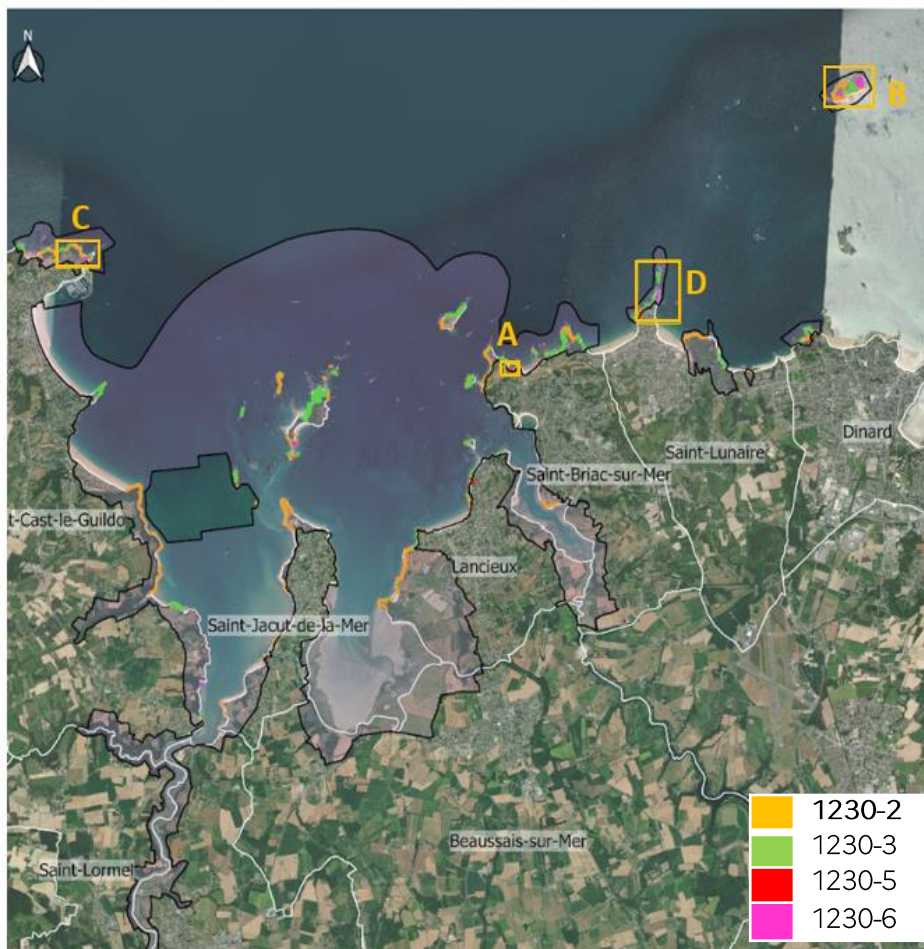 N
B
C
D
A
Dinard
Saint-Lunaire
Saint-Briac-sur-Mer
t-Cast-le-Guildo
Lancieux
Saint-Jacut-de-la-Mer
1230-2
1230-3
Beaussais-sur-Mer
1230-5
Saint-Lormel
1230-6